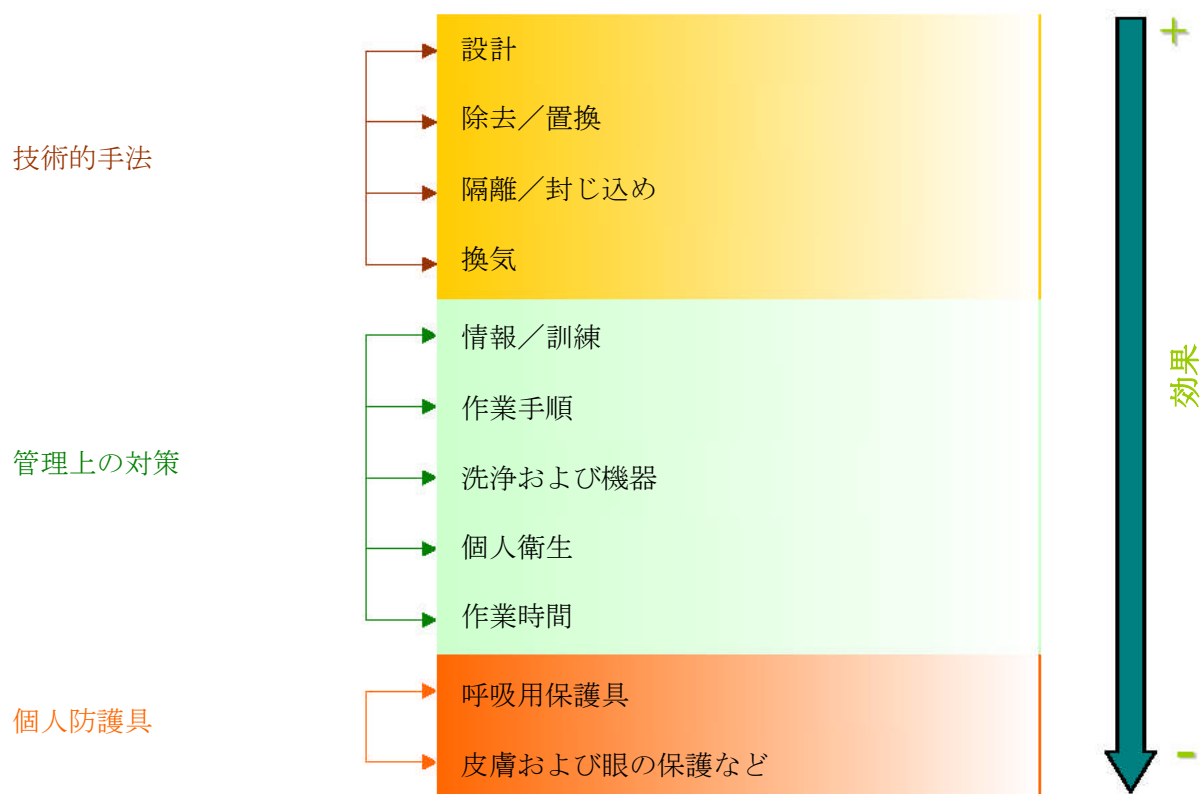 技術的手法
設計
除去／置換
隔離／封じ込め
換気
管理上の対策
情報／訓練
作業手順
洗浄および機器
個人衛生
作業時間
個人防護具
呼吸用保護具
皮膚および眼の保護など
+
効果
-